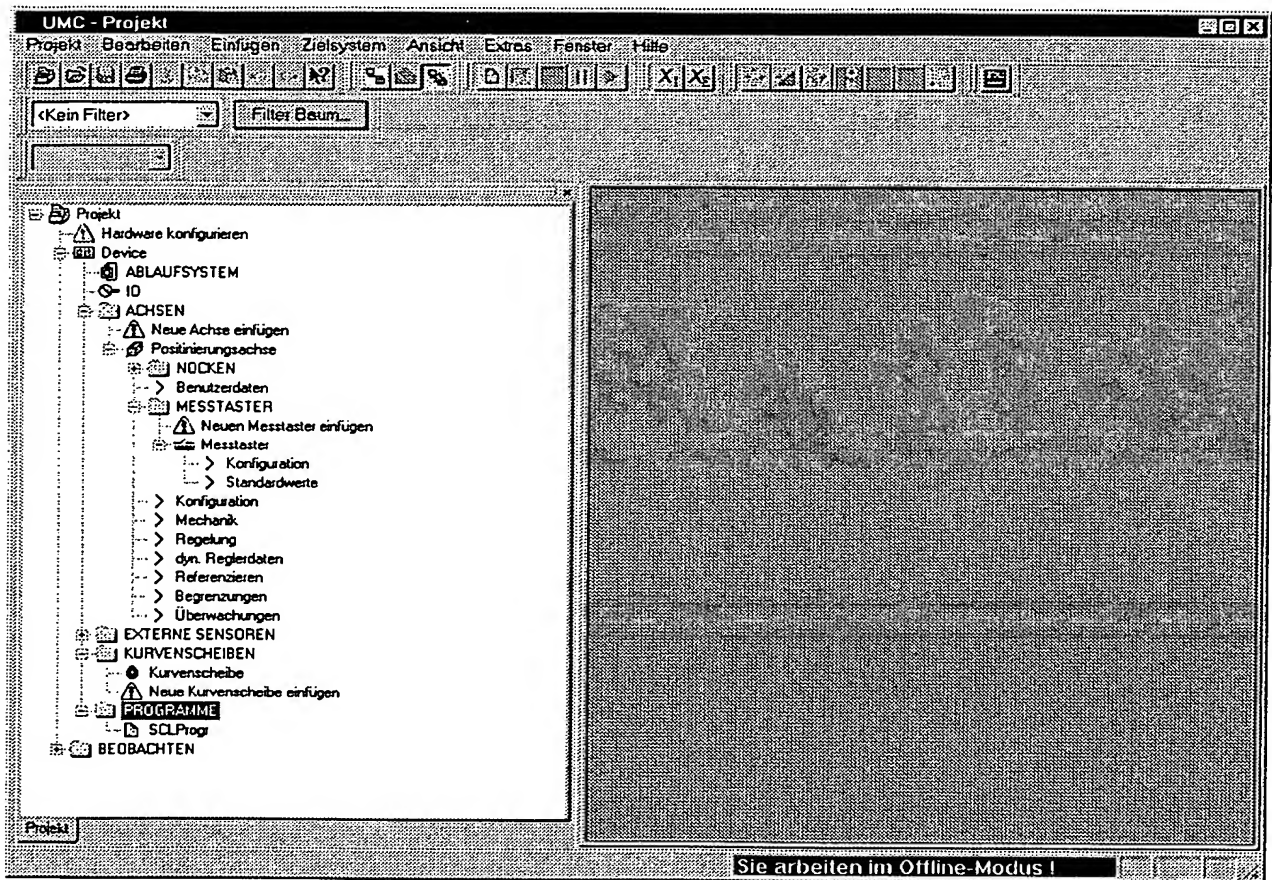 UMC - Projekt
Projekt Bearbeiten Einfügen Zielsystem Ansicht Extras Fenster Hilfe
<Kein Filter> Filter Baum...
Projekt
Hardware konfigurieren
Device
ABLAUFSYSTEM
IO
ACHSEN
Neue Achse einfügen
Positinierungsachse
NOCKEN
Benutzerdaten
MESSTASTER
Neuen Messtaster einfügen
Messtaster
Konfiguration
Standardwerte
Konfiguration
Mechanik
Regelung
dyn. Reglerdaten
Referenzieren
Begrenzungen
Überwachungen
EXTERNE SENSOREN
KURVENSCHEIBEN
Kurvenscheibe
Neue Kurvenscheibe einfügen
PROGRAMME
SCLProgr
BEOBACHTEN
Projekt
Sie arbeiten im Offline-Modus !